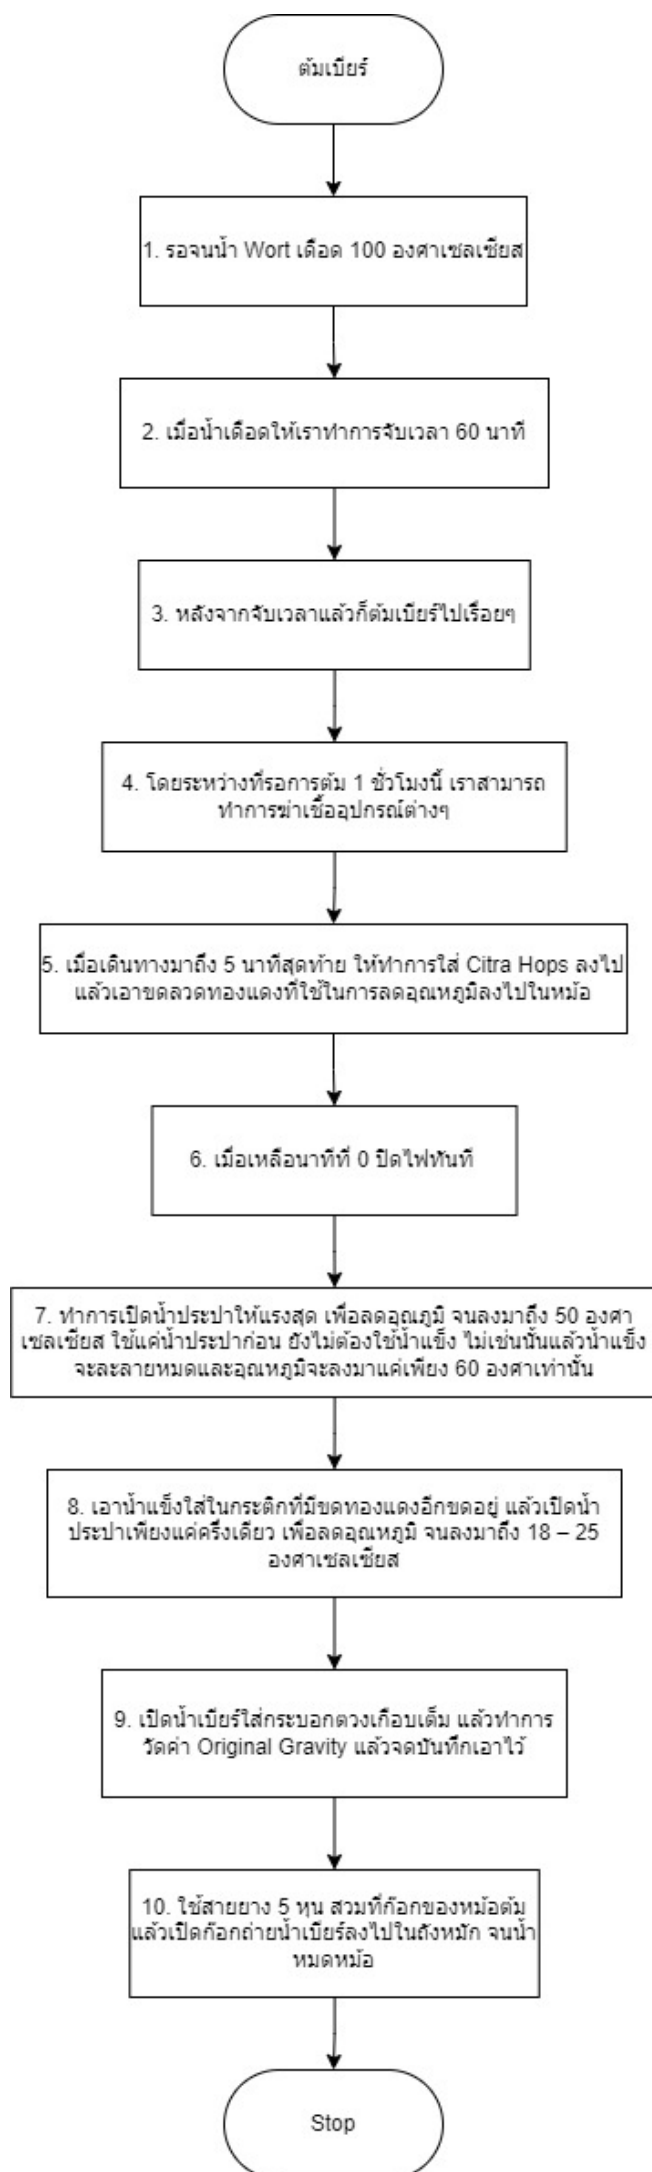 ต้มเบียร์
1. รอจนน้ำ Wort เดือด 100 องศาเซลเซียส
2. เมื่อน้ำเดือดให้เราทำการจับเวลา 60 นาที
3. หลังจากจับเวลาแล้วก็ต้มเบียร์ไปเรื่อยๆ
4. โดยระหว่างที่รอการต้ม 1 ชั่วโมงนี้ เราสามารถ
ทำการฆ่าเชื้ออุปกรณ์ต่างๆ
5. เมื่อเดินทางมาถึง 5 นาทีสุดท้าย ให้ทำการใส่ Citra Hops ลงไป
แล้วเอาขดลวดทองแดงที่ใช้ในการลดอุณหภูมิลงไปในหม้อ
6. เมื่อเหลือนาทีที่ 0 ปิดไฟทันที
7. ทำการเปิดน้ำประปาให้แรงสุด เพื่อลดอุณภูมิ จนลงมาถึง 50 องศา
เซลเซียส ใช้แค่น้ำประปาก่อน ยังไม่ต้องใช้น้ำแข็ง ไม่เช่นนั้นแล้วน้ำแข็ง
จะละลายหมดและอุณหภูมิจะลงมาแค่เพียง 60 องศาเท่านั้น
8. เอาน้ำแข็งใส่ในกระติกที่มีขดทองแดงอีกขดอยู่ แล้วเปิดน้ำ
ประปาเพียงแค่ครึ่งเดียว เพื่อลดอุณหภูมิ จนลงมาถึง 18 – 25
องศาเซลเซียส
9. เปิดน้ำเบียร์ใส่กระบอกตวงเกือบเต็ม แล้วทำการ
วัดค่า Original Gravity แล้วจดบันทึกเอาไว้
10. ใช้สายยาง 5 หุน สวมที่ก๊อกของหม้อต้ม
แล้วเปิดก๊อกถ่ายน้ำเบียร์ลงไปในถังหมัก จนน้ำ
หมดหม้อ
Stop